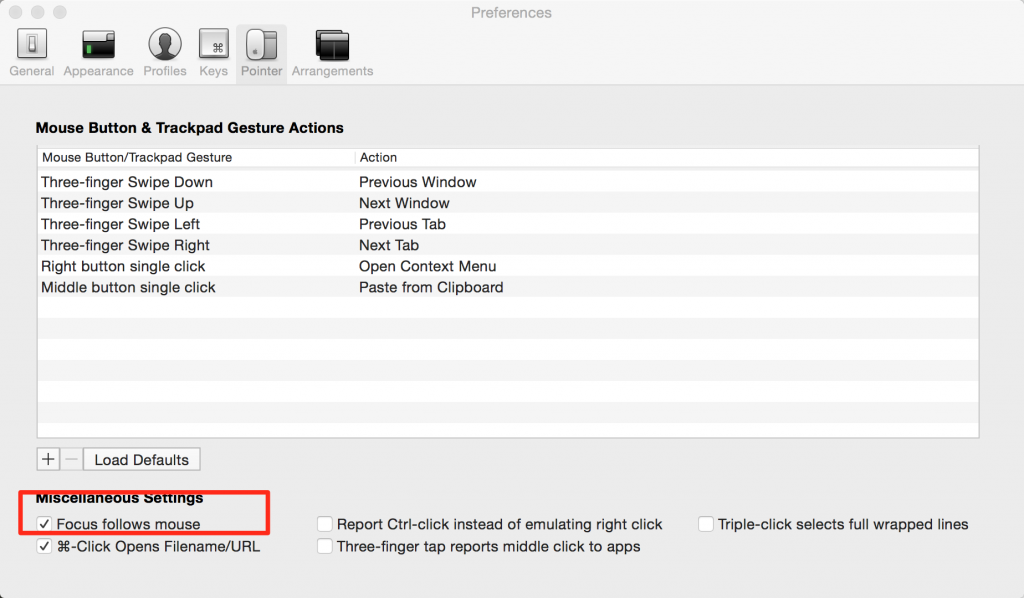 Preferences
General Appearance Profiles Keys Pointer Arrangements
Mouse Button & Trackpad Gesture Actions
Mouse Button/Trackpad Gesture Action
Three-finger Swipe Down Previous Window
Three-finger Swipe Up Next Window
Three-finger Swipe Left Previous Tab
Three-finger Swipe Right Next Tab
Right button single click Open Context Menu
Middle button single click Paste from Clipboard
Load Defaults
Miscellaneous Settings
Focus follows mouse Report Ctrl-click instead of emulating right click Triple-click selects full wrapped lines
⌘-Click Opens Filename/URL Three-finger tap reports middle click to apps